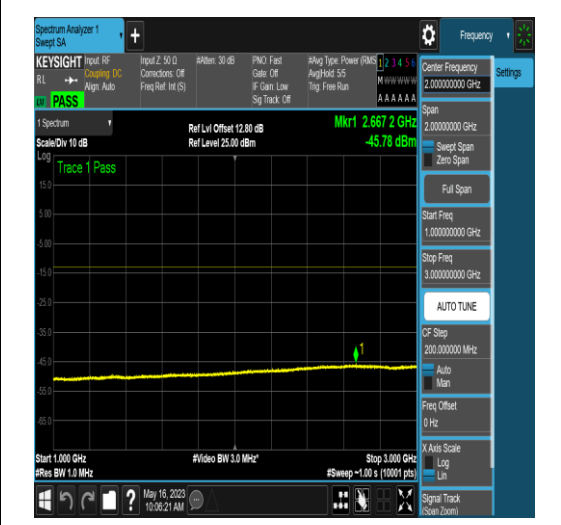 Spectrum Analyzer 1
Swept SA
Frequency
KEYSIGHT
RL
PASS
Input: RF
Coupling: DC
Align: Auto
Input Z: 50 Ω
Corrections: Off
Freq Ref: Int (S)
#Atten: 30 dB
PNO: Fast
Gate: Off
IF Gain: Low
Sig Track: Off
#Avg Type: Power (RMS
Avg|Hold: 5/5
Trig: Free Run
1 2 3 4 5 6
M W W W W W
A A A A A A
1 Spectrum
Scale/Div 10 dB
Ref Lvl Offset 12.80 dB
Ref Level 25.00 dBm
Mkr1 2.667 2 GHz
-45.78 dBm
Log
Trace 1 Pass
15.0
5.00
-5.00
-15.0
-25.0
-35.0
-45.0
-55.0
-65.0
1
Start 1.000 GHz
#Res BW 1.0 MHz
#Video BW 3.0 MHz*
Stop 3.000 GHz
#Sweep ~1.00 s (10001 pts)
May 16, 2023
10:06:21 AM
Center Frequency
2.000000000 GHz
Settings
Span
2.00000000 GHz
Swept Span
Zero Span
Full Span
Start Freq
1.000000000 GHz
Stop Freq
3.000000000 GHz
AUTO TUNE
CF Step
200.000000 MHz
Auto
Man
Freq Offset
0 Hz
X Axis Scale
Log
Lin
Signal Track
(Span Zoom)